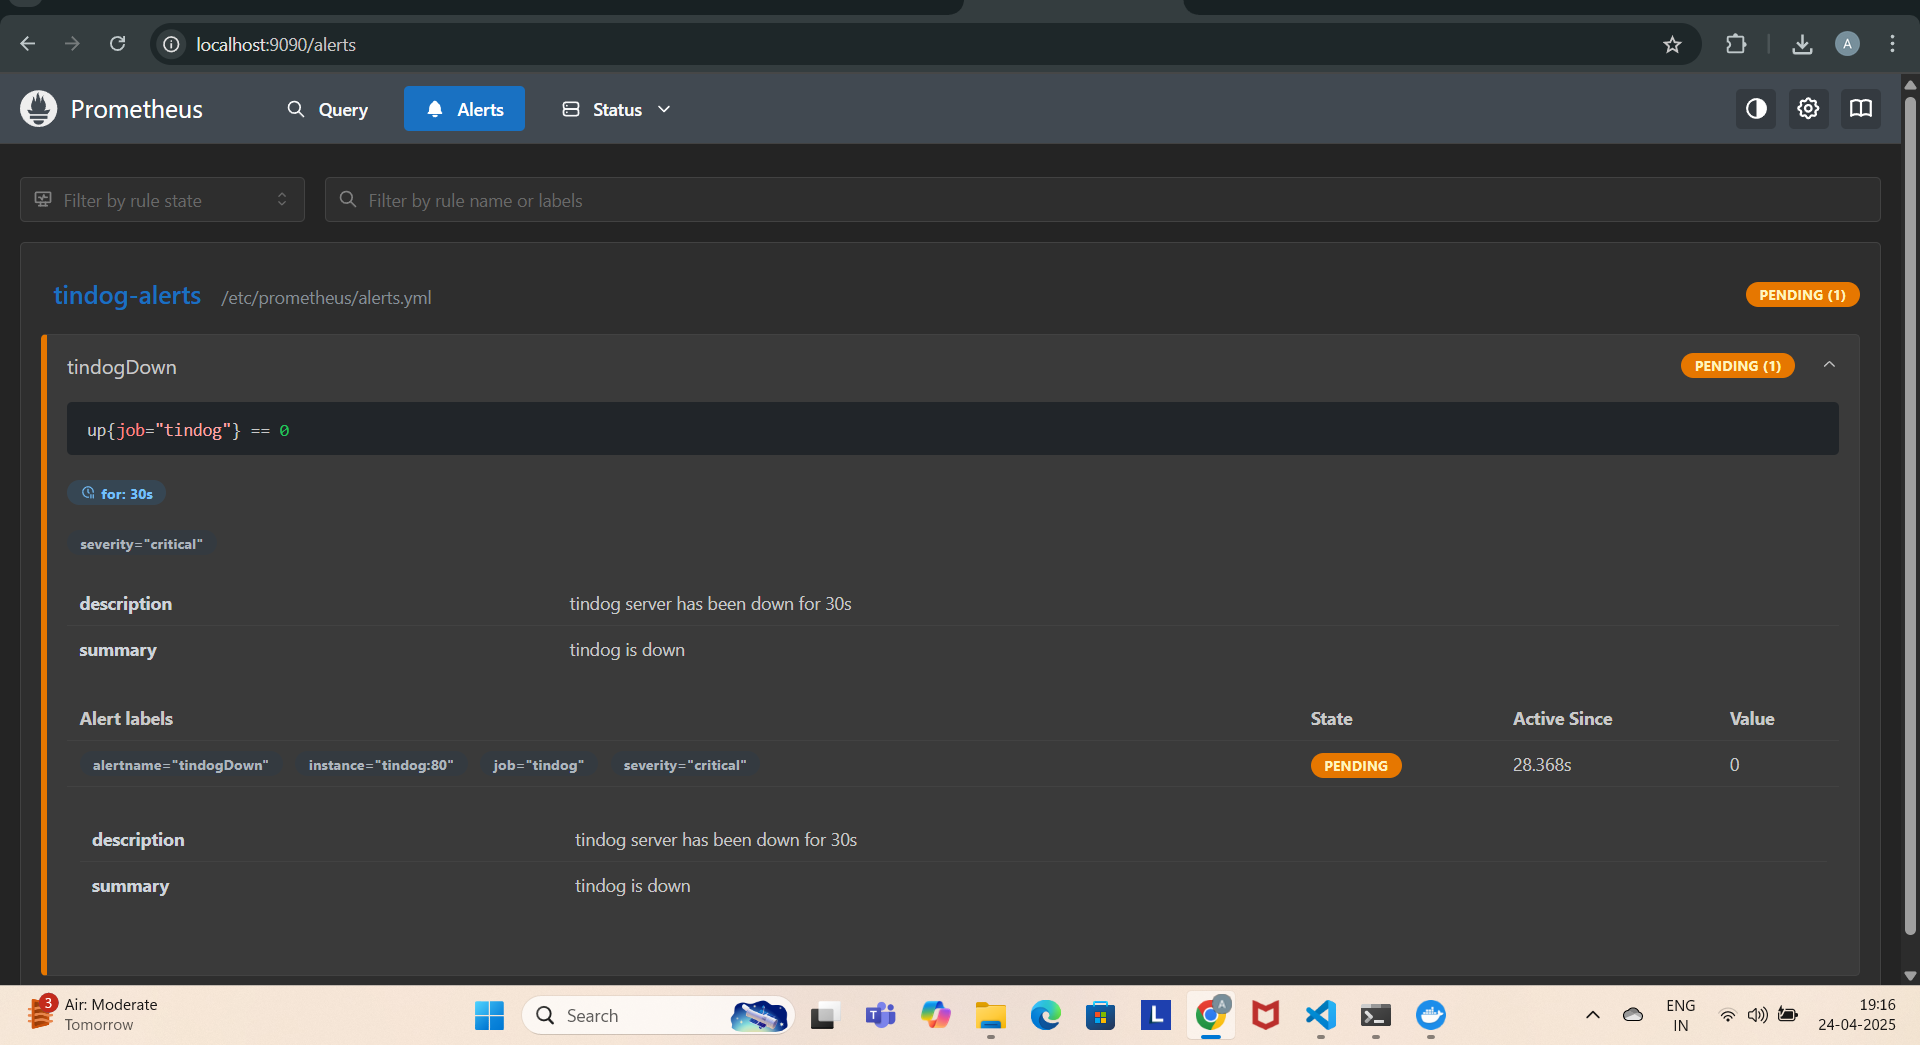 localhost:9090/alerts
A
Prometheus
Query
Alerts
Status
Filter by rule state
Filter by rule name or labels
tindog-alerts /etc/prometheus/alerts.yml
PENDING (1)
tindogDown
PENDING (1)
up{job="tindog"} == 0
for: 30s
severity="critical"
description tindog server has been down for 30s
summary tindog is down
Alert labels State Active Since Value
alertname="tindogDown" instance="tindog:80" job="tindog" severity="critical" PENDING 28.368s 0
description tindog server has been down for 30s
summary tindog is down
3
Air: Moderate
Tomorrow
Search
T
L
A
ENG
IN
19:16
24-04-2025